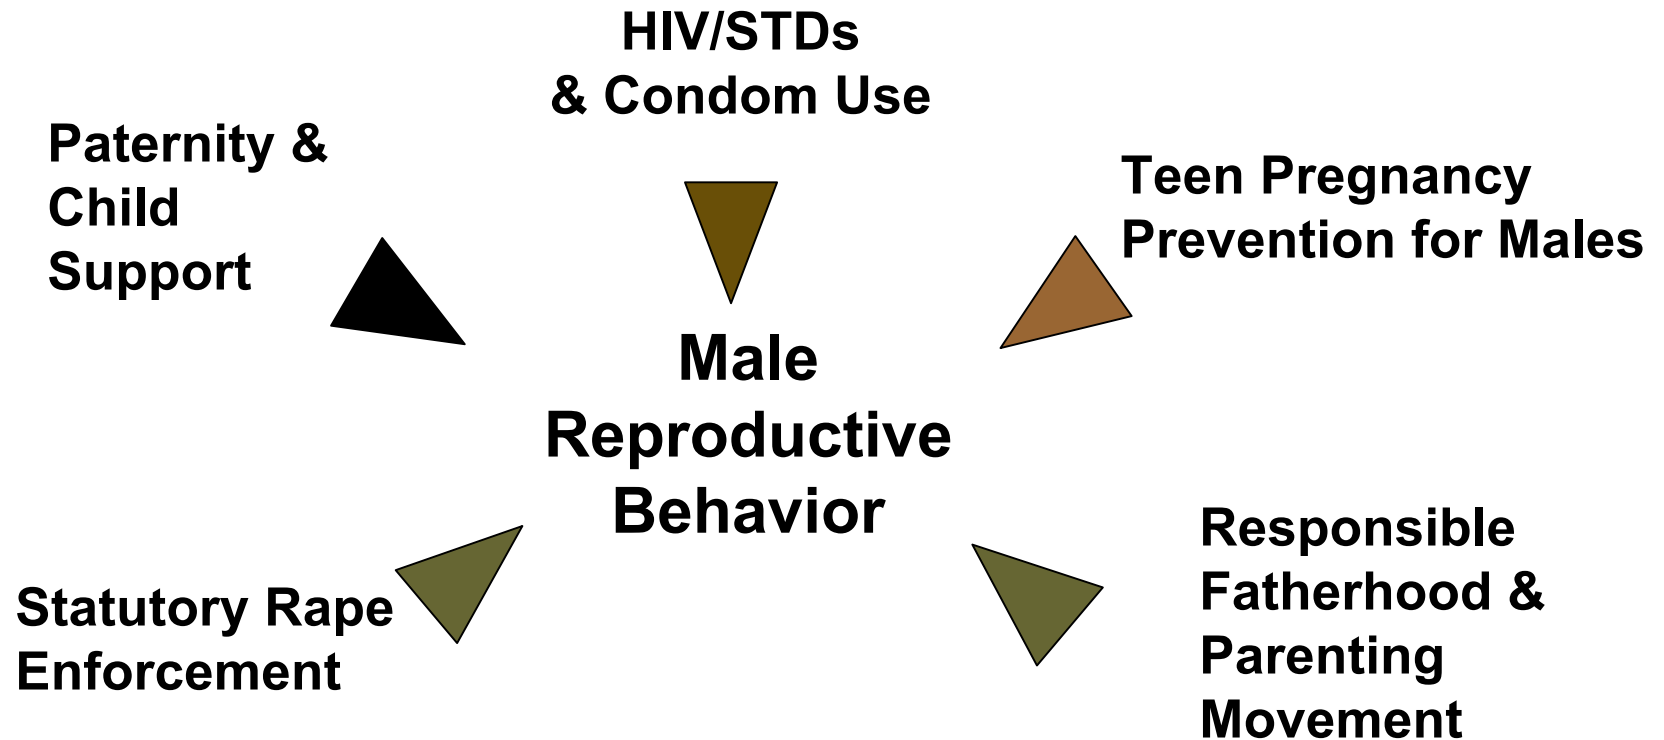 HIV/STDs
& Condom Use
Paternity &
Child
Support
Teen Pregnancy
Prevention for Males
Male
Reproductive
Behavior
Statutory Rape
Enforcement
Responsible
Fatherhood &
Parenting
Movement